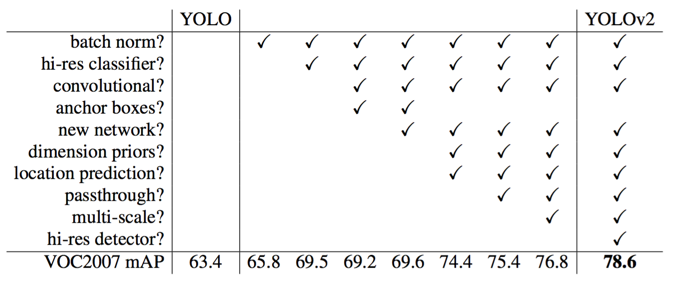 YOLO YOLOv2
batch norm? ✓ ✓ ✓ ✓ ✓ ✓ ✓ ✓
hi-res classifier? ✓ ✓ ✓ ✓ ✓ ✓ ✓
convolutional? ✓ ✓ ✓ ✓ ✓ ✓
anchor boxes? ✓ ✓
new network? ✓ ✓ ✓ ✓ ✓
dimension priors? ✓ ✓ ✓ ✓
location prediction? ✓ ✓ ✓ ✓
passthrough? ✓ ✓ ✓
multi-scale? ✓ ✓
hi-res detector? ✓
VOC2007 mAP 63.4 65.8 69.5 69.2 69.6 74.4 75.4 76.8 78.6